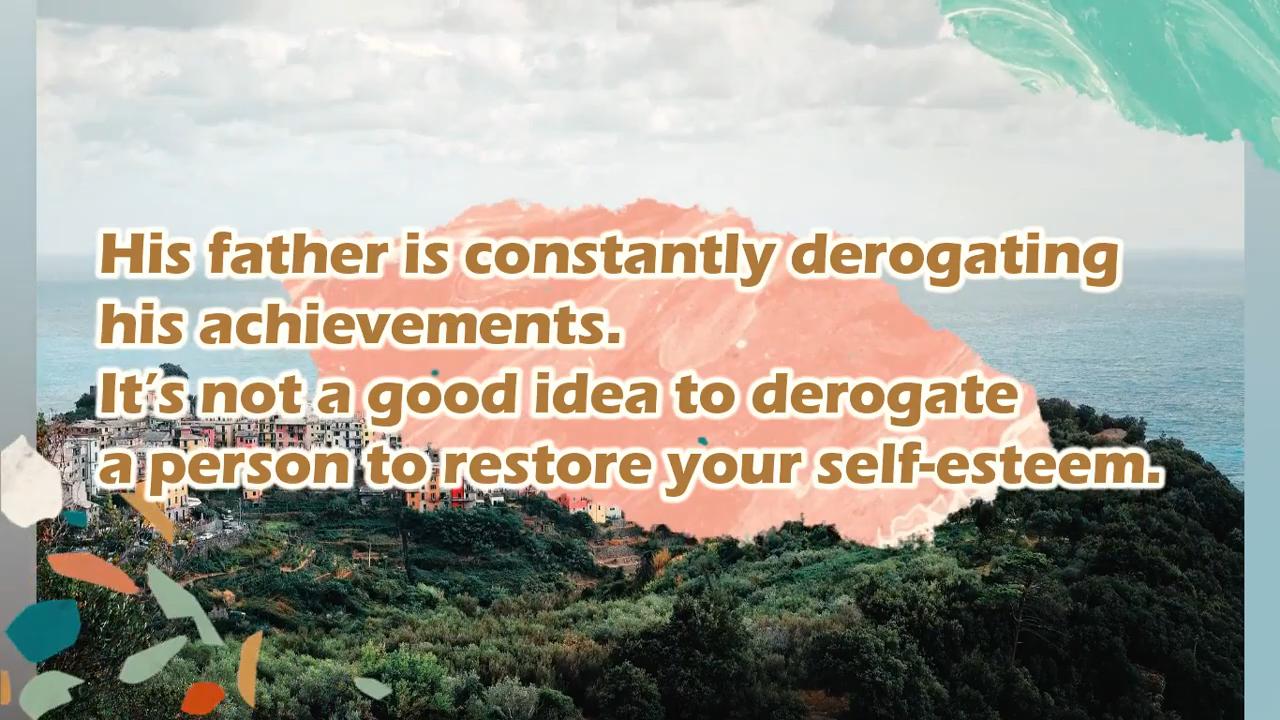 His father is constantly derogating
his achievements.
It’s not a good idea to derogate
a person to restore your self-esteem.